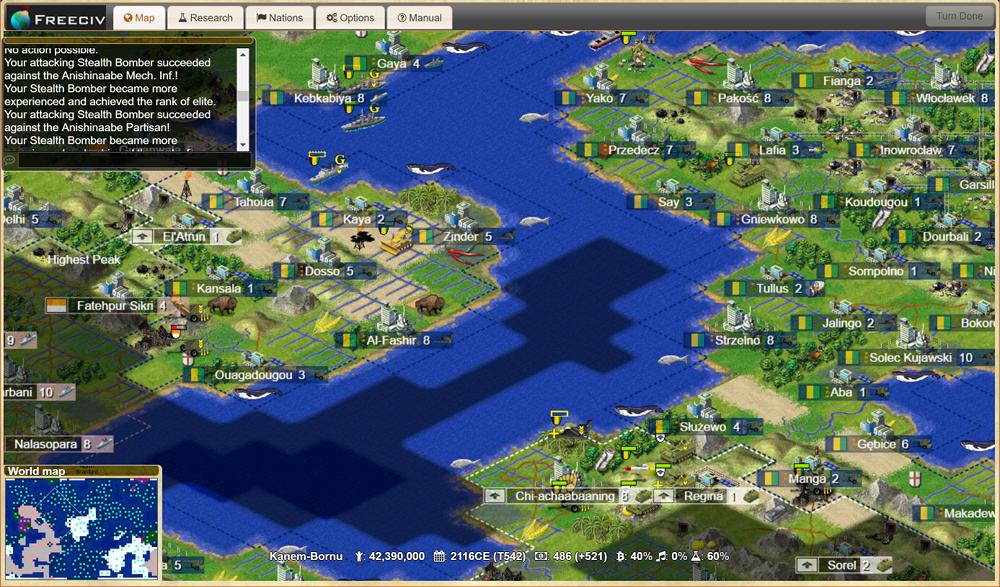 FREECIV
Map
Research
Nations
Options
Manual
Turn Done
No action possible.
Your attacking Stealth Bomber succeeded
against the Anishinaabe Mech. Inf.!
Your Stealth Bomber became more
experienced and achieved the rank of elite.
Your attacking Stealth Bomber succeeded
against the Anishinaabe Partisan!
Your Stealth Bomber became more
Gaya 4
G
Kebkabiya 8
G
G
Yako 7
Pakość 8
Fianga 2
Włocławek 8
Przedecz 7
Lafia 3
Inowrocław 7
Garsill
Tahoua 7
Kaya 2
Zinder 5
Say 3
Gniewkowo 8
Koudougou 1
Dourbali 2
Delhi 5
El'Atrun 1
Highest Peak
Dosso 5
Kansala 1
Sompolno 1
Ni
Tullus 2
Fatehpur Sikri 4
Al-Fashir 8
Strzelno 8
Jalingo 2
Bokor
9
Solec Kujawski 10
Ouagadougou 3
Aba 1
rbani 10
Służewo 4
Gębice 6
Nalasopara 8
Manga 2
Chi-achaabaaning 8
Regina 1
Makadew
World map
a 5
Sorel 2
Kanem-Bornu 42,390,000 2116CE (T542) 486 (+521) 40% 0% 60%